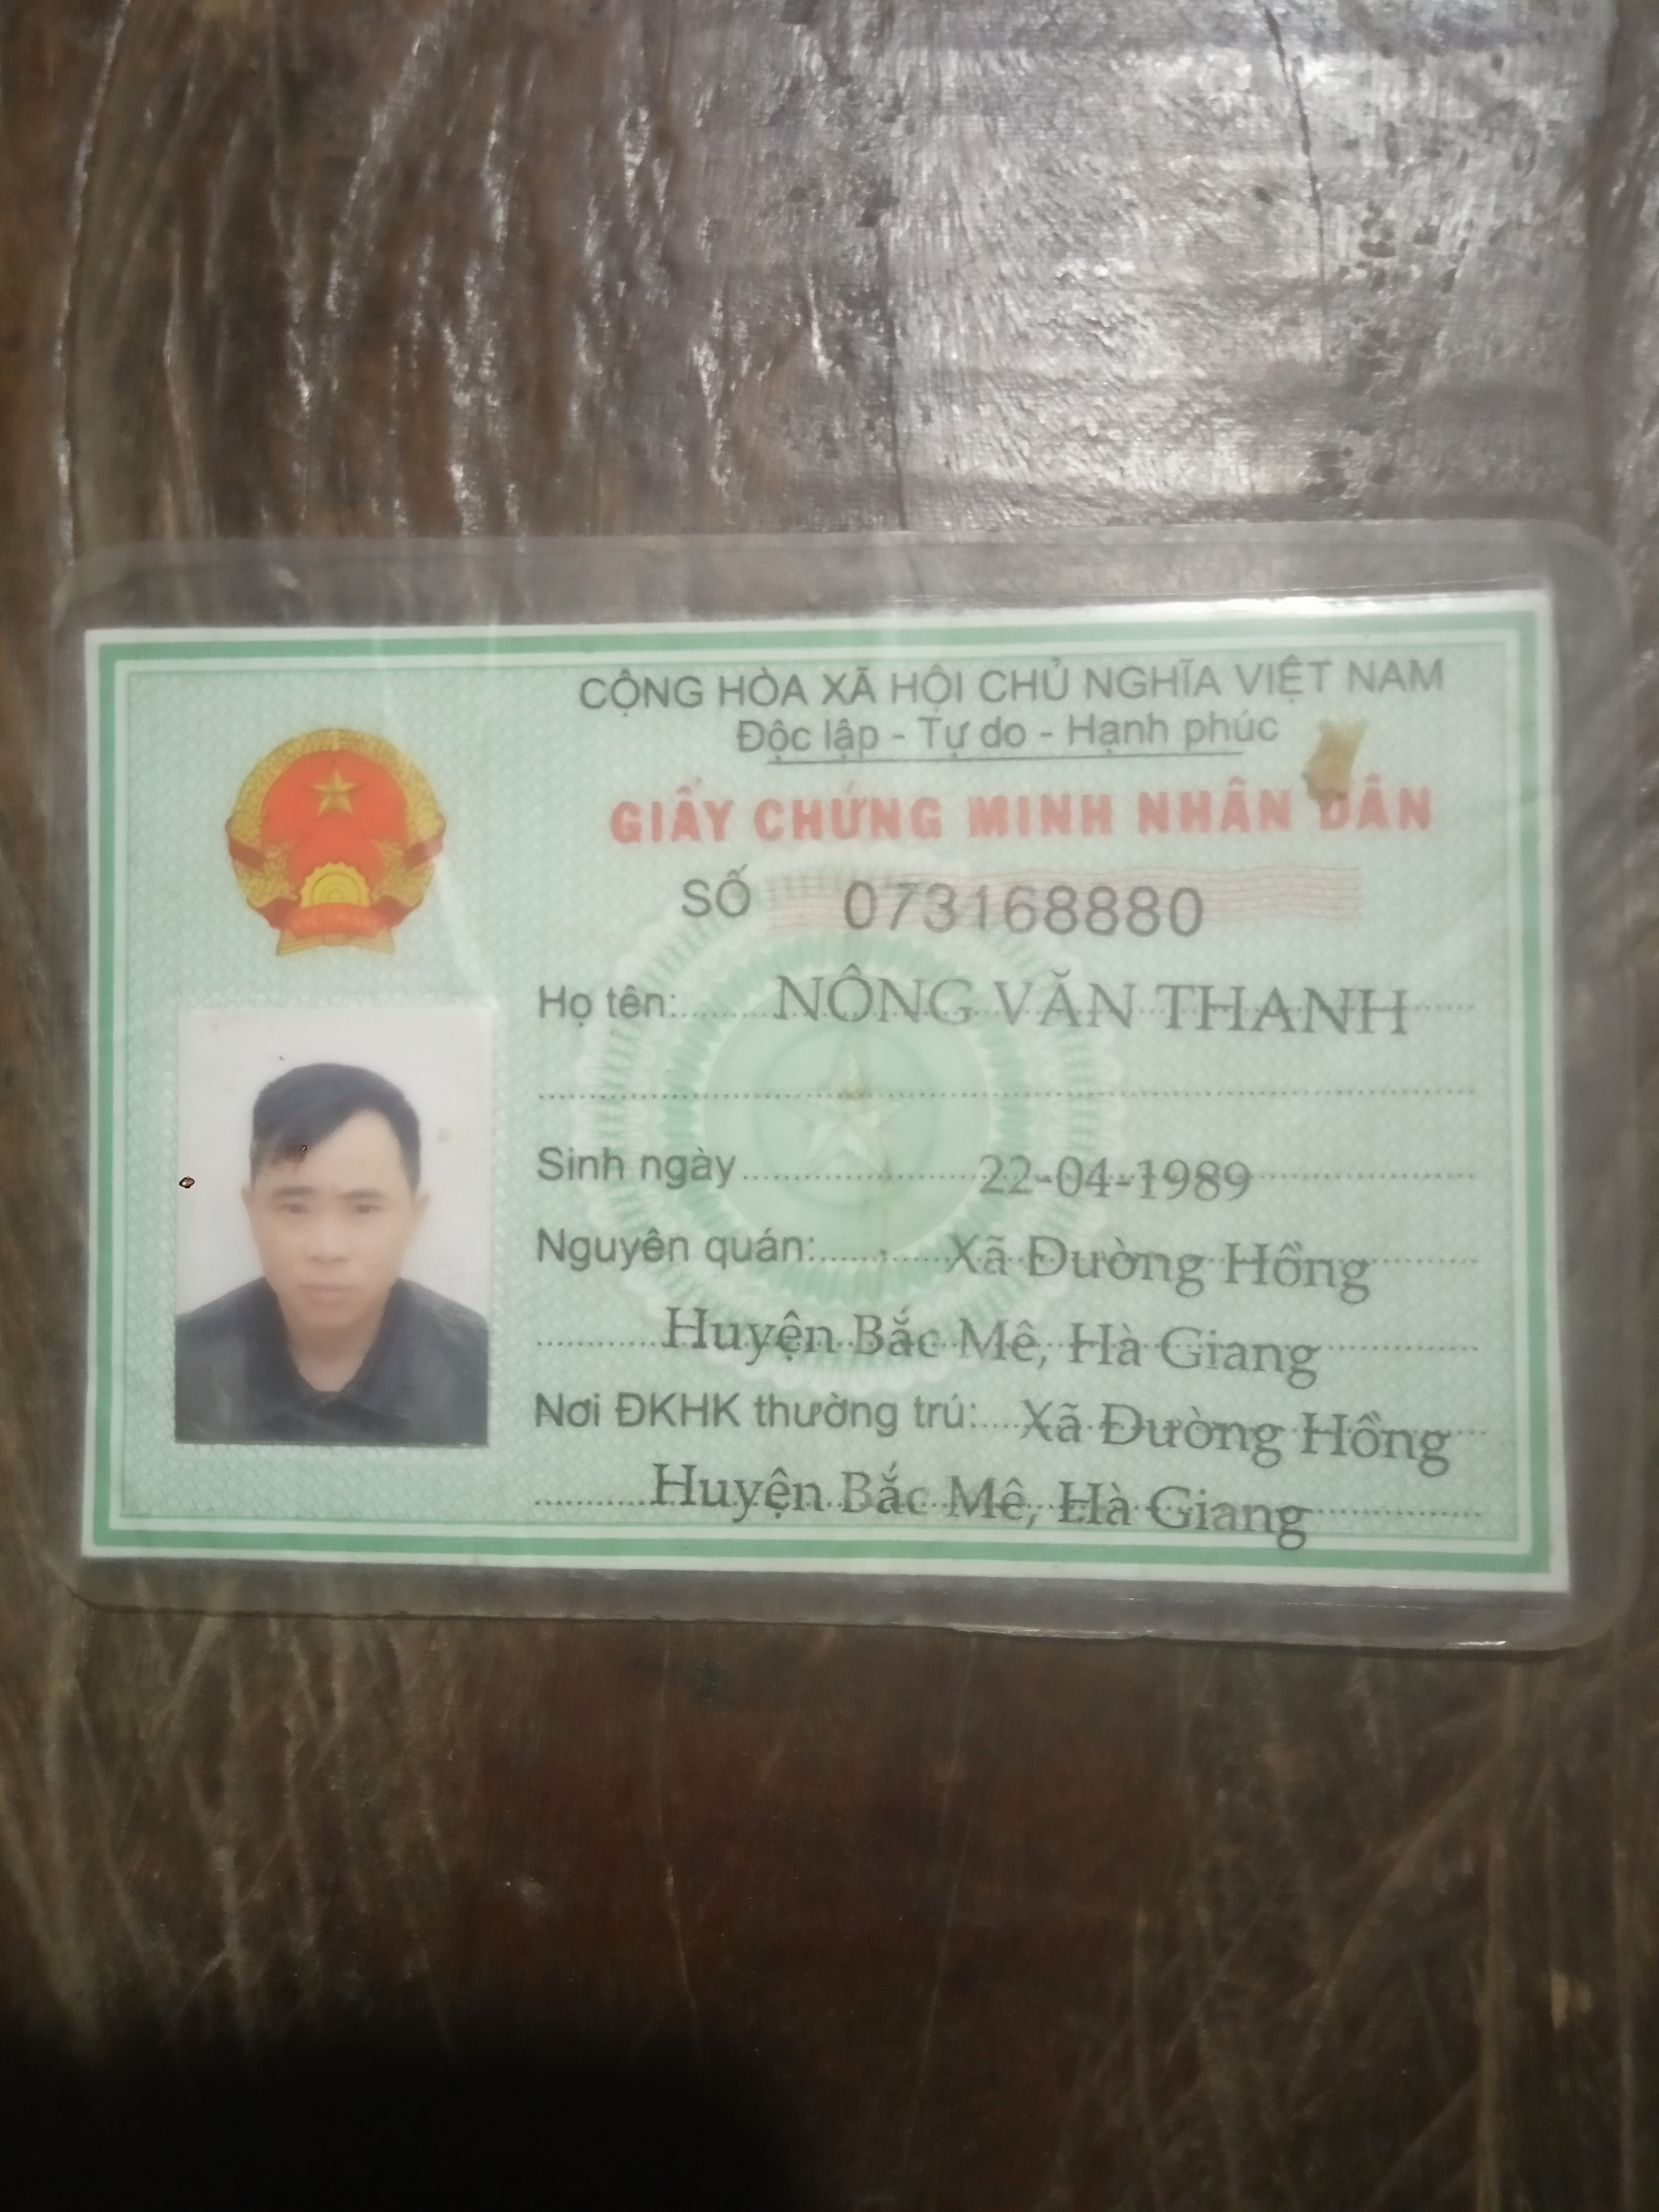 CỘNG HÒA XÃ HỘI CHỦ NGHĨA VIỆT NAM
Độc lập - Tự do - Hạnh phúc
GIẤY CHỨNG MINH NHÂN DÂN
SỐ 073168880
Họ tên: NÔNG VĂN THANH
Sinh ngày 22-04-1989
Nguyên quán: Xã Đường Hồng
Huyện Bắc Mê, Hà Giang
Nơi ĐKHK thường trú: Xã Đường Hồng
Huyện Bắc Mê, Hà Giang